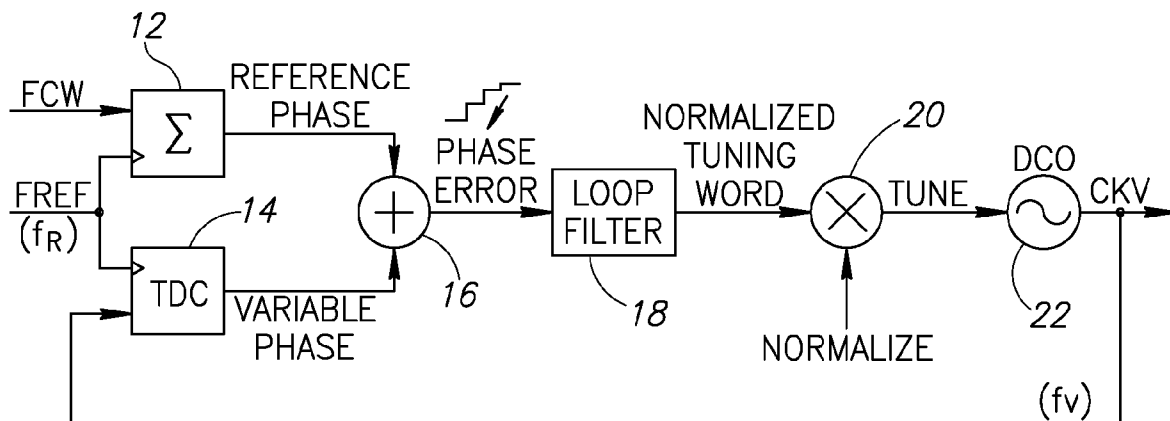 12
FCW
Σ
REFERENCE
PHASE
FREF
(fR)
14
TDC
VARIABLE
PHASE
+
16
PHASE
ERROR
LOOP
FILTER
18
NORMALIZED
TUNING
WORD
20
×
NORMALIZE
TUNE
DCO
22
CKV
(fv)